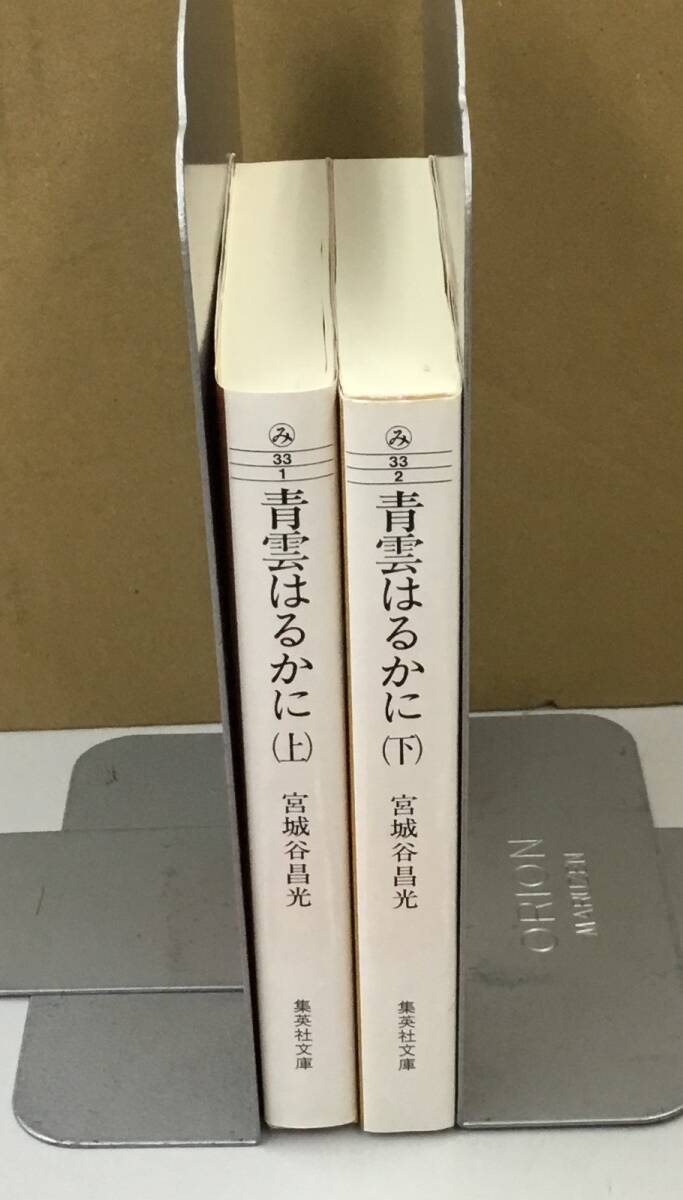 み
33
1
青雲はるかに(上)
宮城谷昌光
集英社文庫
み
33
2
青雲はるかに(下)
宮城谷昌光
集英社文庫
ORION
MARUZEN